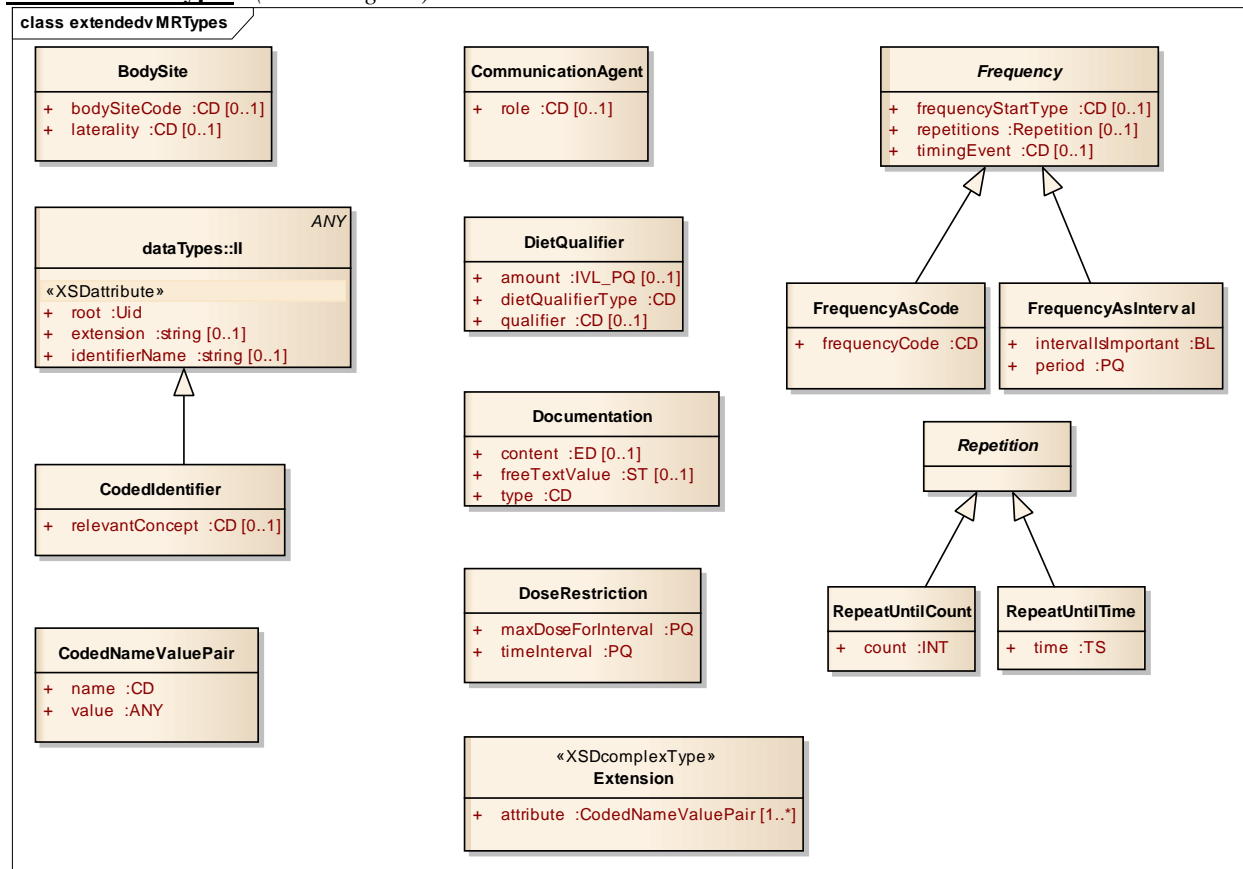 class extendedvMRTypes
BodySite
+ bodySiteCode :CD [0..1]
+ laterality :CD [0..1]
CommunicationAgent
+ role :CD [0..1]
Frequency
+ frequencyStartType :CD [0..1]
+ repetitions :Repetition [0..1]
+ timingEvent :CD [0..1]
ANY
dataTypes::II
«XSDattribute»
+ root :Uid
+ extension :string [0..1]
+ identifierName :string [0..1]
DietQualifier
+ amount :IVL_PQ [0..1]
+ dietQualifierType :CD
+ qualifier :CD [0..1]
FrequencyAsCode
+ frequencyCode :CD
FrequencyAsInterval
+ intervalIsImportant :BL
+ period :PQ
Documentation
+ content :ED [0..1]
+ freeTextValue :ST [0..1]
+ type :CD
Repetition
CodedIdentifier
+ relevantConcept :CD [0..1]
DoseRestriction
+ maxDoseForInterval :PQ
+ timeInterval :PQ
RepeatUntilCount
+ count :INT
RepeatUntilTime
+ time :TS
CodedNameValuePair
+ name :CD
+ value :ANY
«XSDcomplexType»
Extension
+ attribute :CodedNameValuePair [1..*]